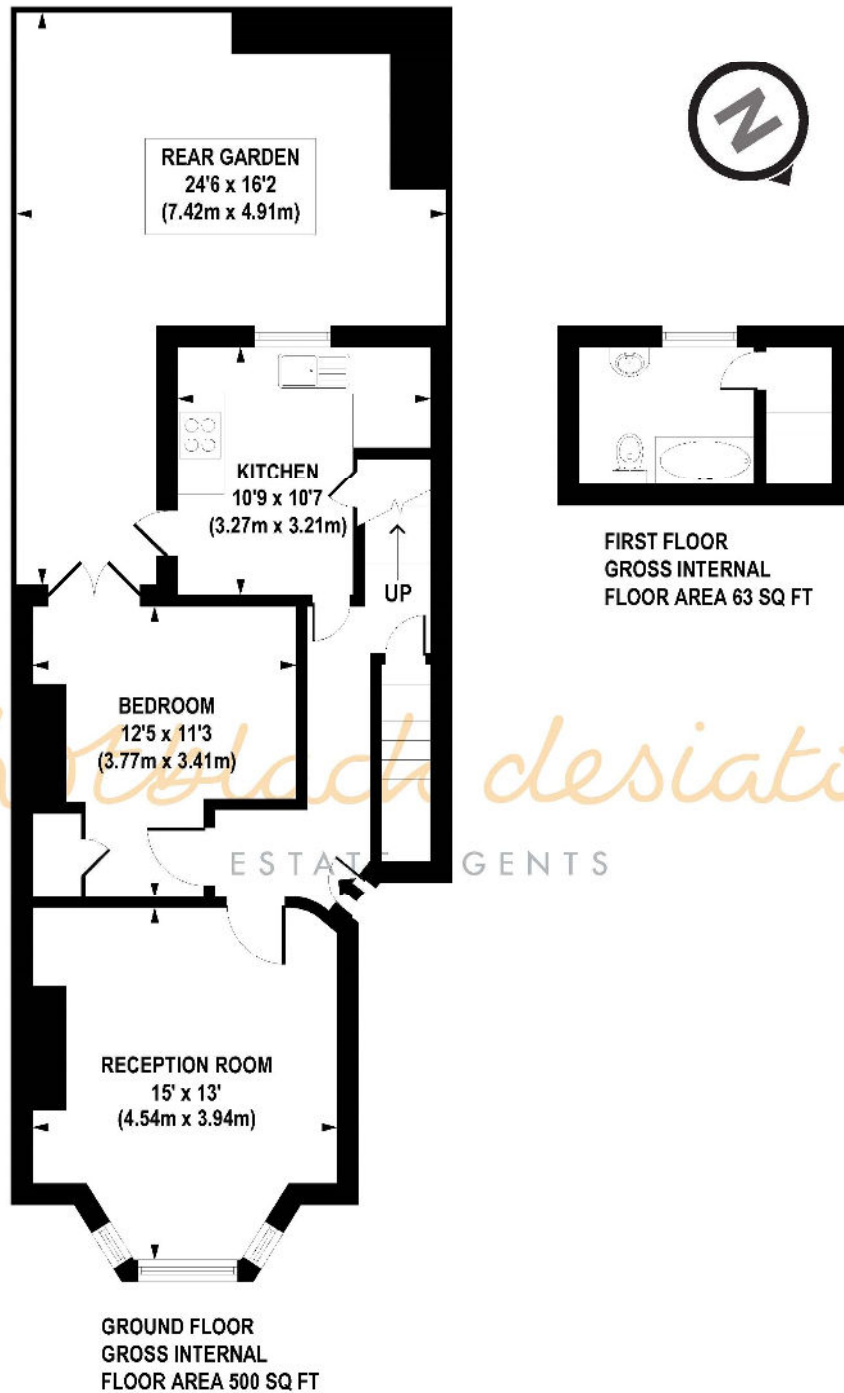 REAR GARDEN
24'6 x 16'2
(7.42m x 4.91m)
N
KITCHEN
10'9 x 10'7
(3.27m x 3.21m)
UP
FIRST FLOOR
GROSS INTERNAL
FLOOR AREA 63 SQ FT
BEDROOM
12'5 x 11'3
(3.77m x 3.41m)
desiato
ESTATE AGENTS
RECEPTION ROOM
15' x 13'
(4.54m x 3.94m)
GROUND FLOOR
GROSS INTERNAL
FLOOR AREA 500 SQ FT